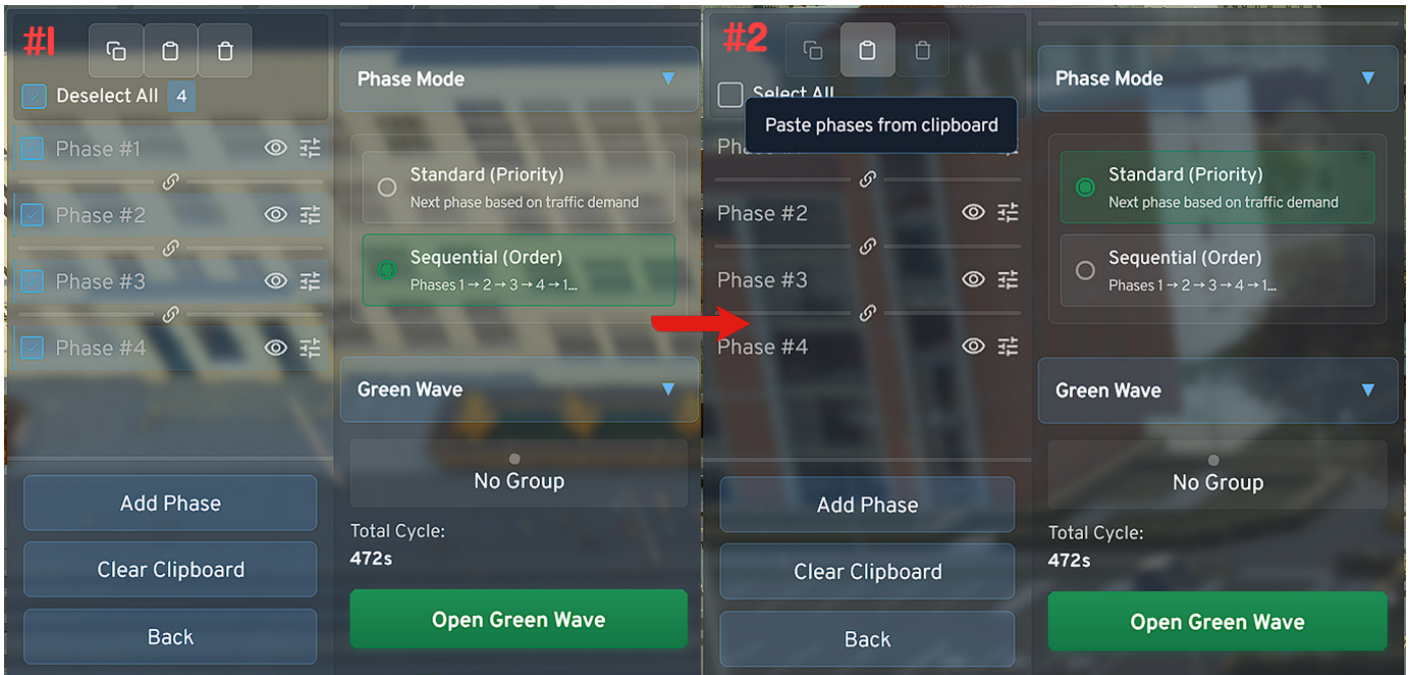 #1
Deselect All 4
Phase #1
Phase #2
Phase #3
Phase #4
Add Phase
Clear Clipboard
Back
Phase Mode
Standard (Priority)
Next phase based on traffic demand
Sequential (Order)
Phases 1 → 2 → 3 → 4 → 1...
Green Wave
No Group
Total Cycle:
472s
Open Green Wave
#2
Select All
Paste phases from clipboard
Phase #2
Phase #3
Phase #4
Add Phase
Clear Clipboard
Back
Phase Mode
Standard (Priority)
Next phase based on traffic demand
Sequential (Order)
Phases 1 → 2 → 3 → 4 → 1...
Green Wave
No Group
Total Cycle:
472s
Open Green Wave